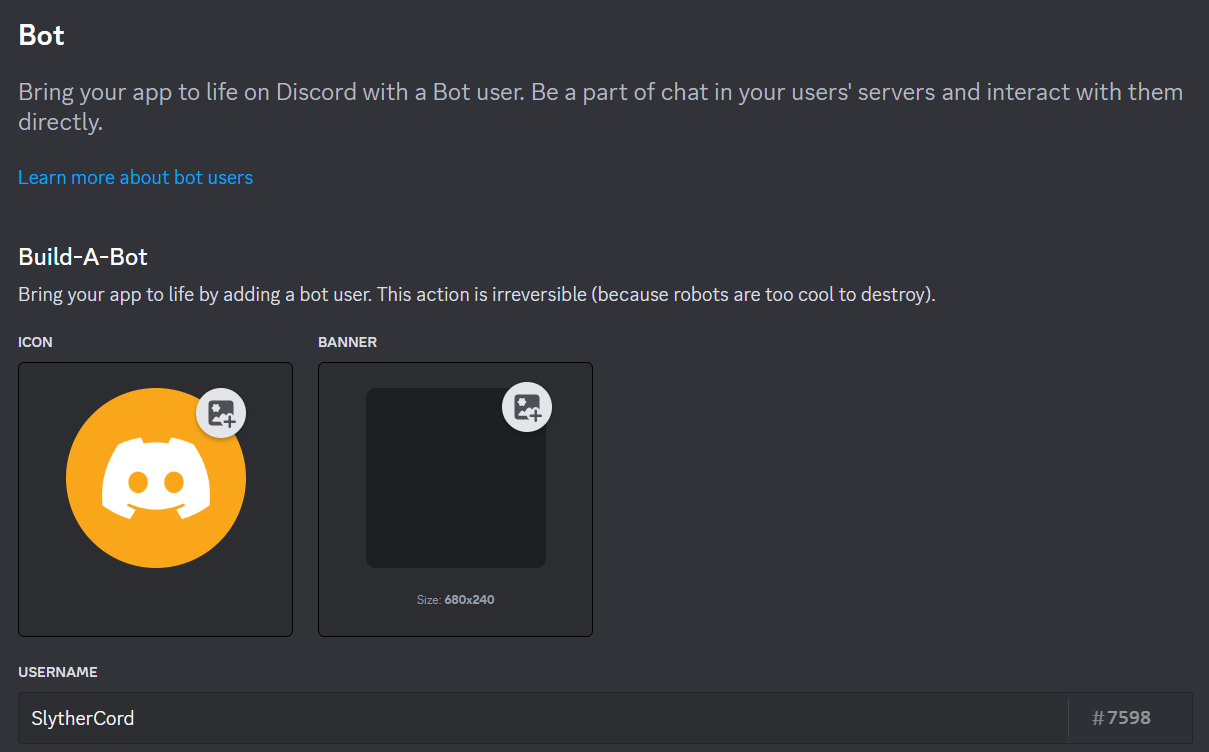 Bot
Bring your app to life on Discord with a Bot user. Be a part of chat in your users' servers and interact with them
directly.
Learn more about bot users
Build-A-Bot
Bring your app to life by adding a bot user. This action is irreversible (because robots are too cool to destroy).
ICON
BANNER
Size: 680x240
USERNAME
SlytherCord
#7598